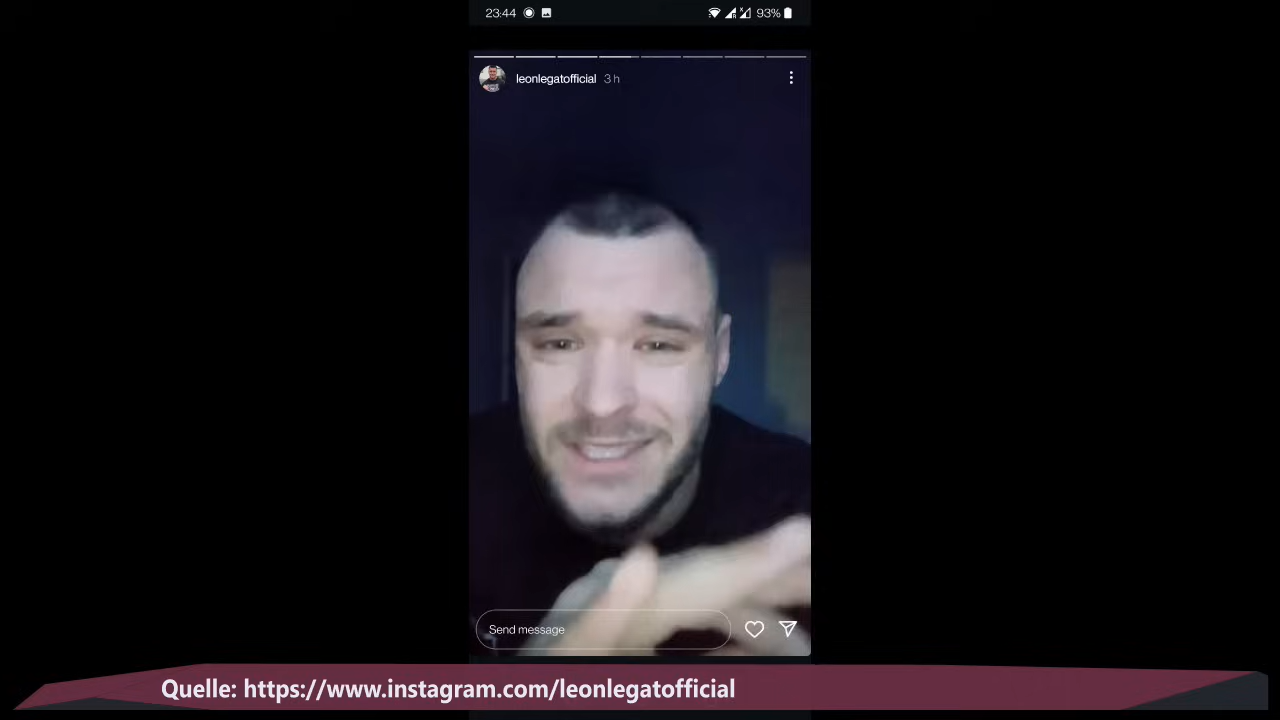 23:44 93%
leonlegatofficial 3 h
Send message
Quelle: https://www.instagram.com/leonlegatofficial